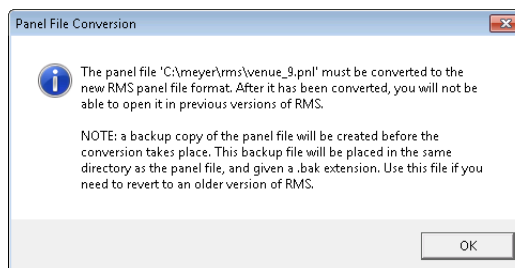 Panel File Conversion
The panel file 'C:\meyer\rms\venue_9.pnl' must be converted to the
new RMS panel file format. After it has been converted, you will not be
able to open it in previous versions of RMS.
NOTE: a backup copy of the panel file will be created before the
conversion takes place. This backup file will be placed in the same
directory as the panel file, and given a .bak extension. Use this file if you
need to revert to an older version of RMS.
OK